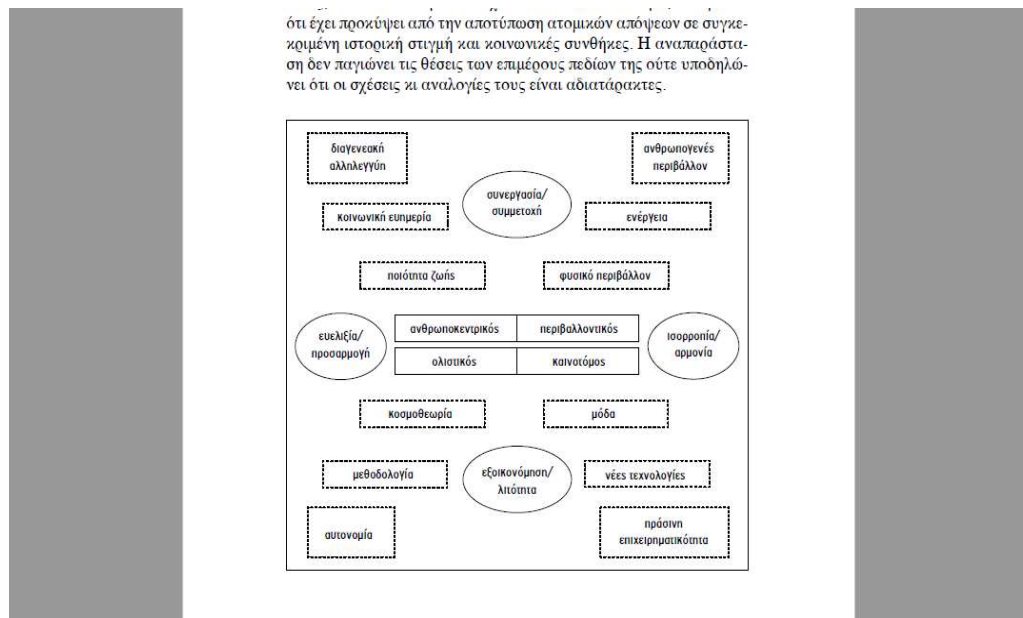 ότι έχει προκύψει από την αποτύπωση ατομικών απόψεων σε συγκε-
κριμένη ιστορική στιγμή και κοινωνικές συνθήκες. Η αναπαράστα-
ση δεν παγιώνει τις θέσεις των επιμέρους πεδίων της ούτε υποδηλώ-
νει ότι οι σχέσεις κι αναλογίες τους είναι αδιατάρακτες.
διαγενεακή
αλληλεγγύη
ανθρωπογενές
περιβάλλον
συνεργασία/
συμμετοχή
κοινωνική ευημερία
ενέργεια
ποιότητα ζωής
φυσικό περιβάλλον
ευελιξία/
προσαρμογή
ανθρωποκεντρικός
περιβαλλοντικός
ολιστικός
καινοτόμος
ισορροπία/
αρμονία
κοσμοθεωρία
μόδα
μεθοδολογία
εξοικονόμηση/
λιτότητα
νέες τεχνολογίες
αυτονομία
πράσινη
επιχειρηματικότητα